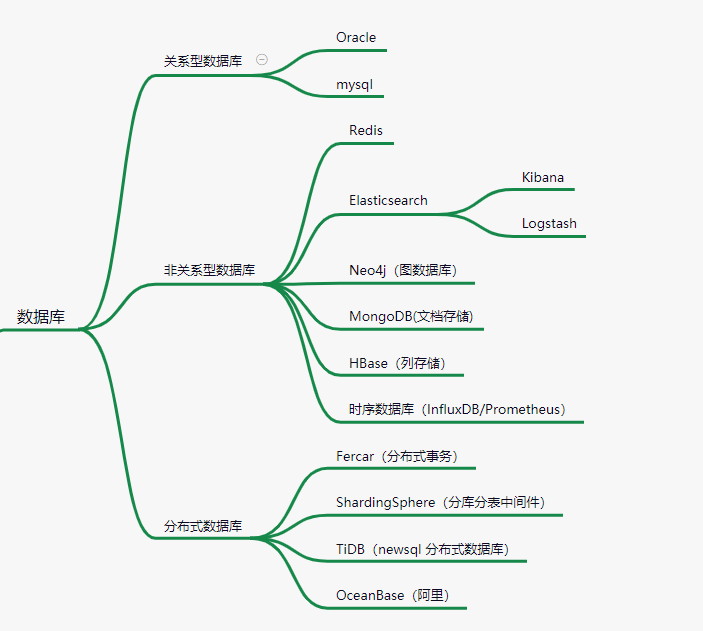 数据库
关系型数据库
Oracle
mysql
非关系型数据库
Redis
Elasticsearch
Kibana
Logstash
Neo4j（图数据库）
MongoDB(文档存储)
HBase（列存储）
时序数据库（InfluxDB/Prometheus）
分布式数据库
Fercar（分布式事务）
ShardingSphere（分库分表中间件）
TiDB（newsql 分布式数据库）
OceanBase（阿里）